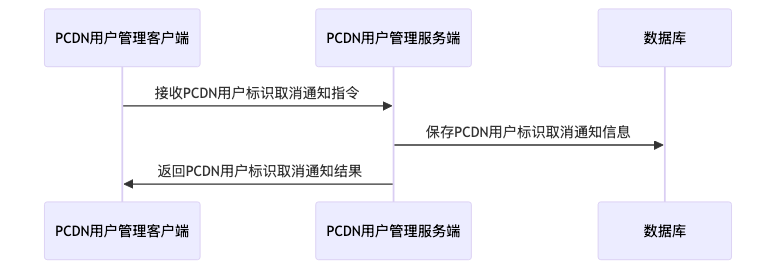 PCDN用户管理客户端
PCDN用户管理服务端
数据库
接收PCDN用户标识取消通知指令
保存PCDN用户标识取消通知信息
返回PCDN用户标识取消通知结果
PCDN用户管理客户端
PCDN用户管理服务端
数据库